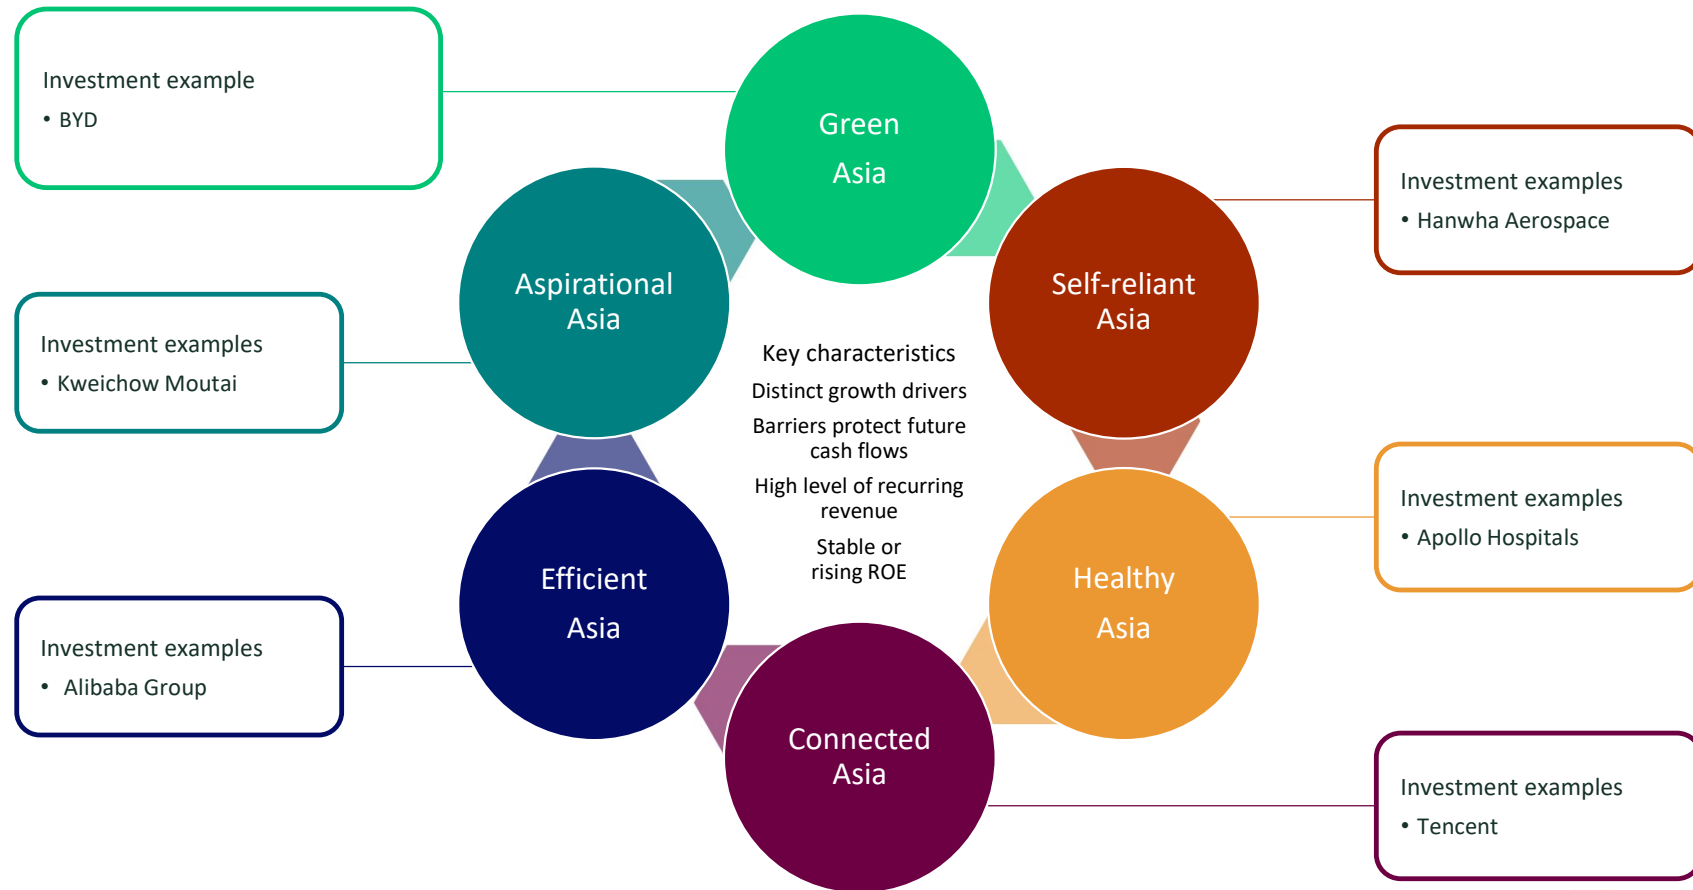 Investment example
• BYD
Green
Asia
Investment examples
• Hanwha Aerospace
Aspirational
Asia
Self-reliant
Asia
Investment examples
• Kweichow Moutai
Key characteristics
Distinct growth drivers
Barriers protect future
cash flows
High level of recurring
revenue
Stable or
rising ROE
Investment examples
• Apollo Hospitals
Efficient
Asia
Healthy
Asia
Investment examples
• Alibaba Group
Connected
Asia
Investment examples
• Tencent